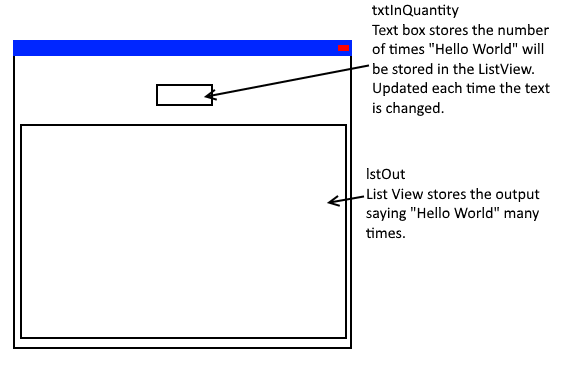 txtInQuantity
Text box stores the number
of times "Hello World" will
be stored in the ListView.
Updated each time the text
is changed.
lstOut
List View stores the output
saying "Hello World" many
times.